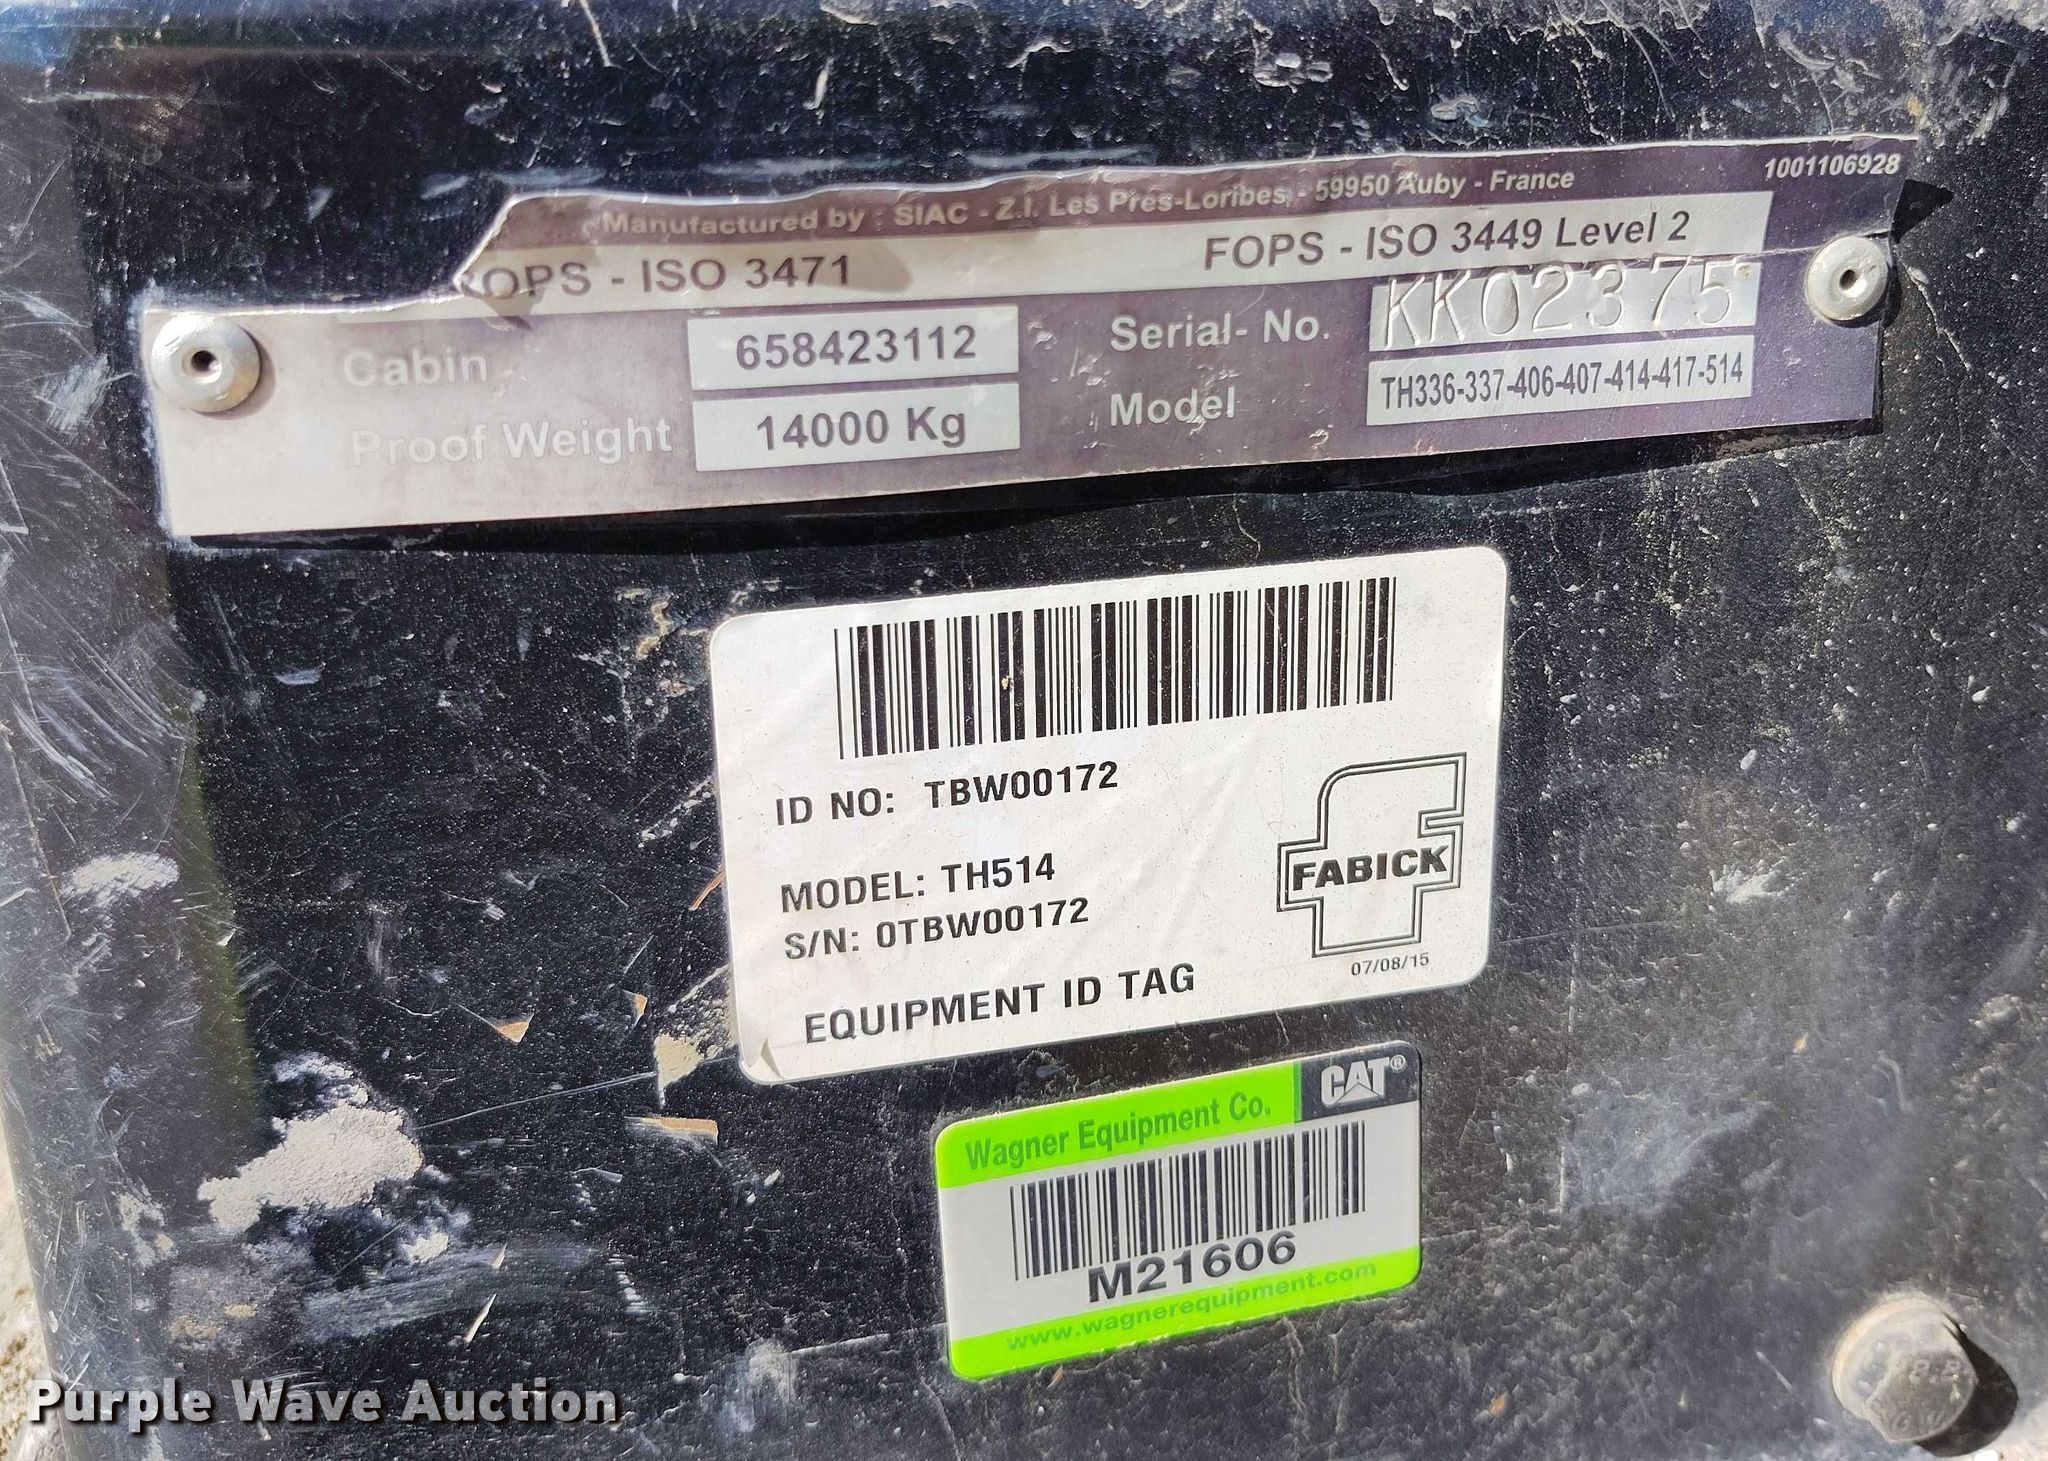 1001106928
Manufactured by : SIAC - Z.I. Les Pres-Loribes - 59950 Auby - France
ROPS - ISO 3471 FOPS - ISO 3449 Level 2
Cabin 658423112 Serial- No. KK02375
Proof Weight 14000 Kg Model TH336-337-406-407-414-417-514
ID NO: TBW00172
MODEL: TH514
S/N: 0TBW00172
FABICK
07/08/15
EQUIPMENT ID TAG
Wagner Equipment Co. CAT®
M21606
www.wagnerequipment.com
8.8
Purple Wave Auction